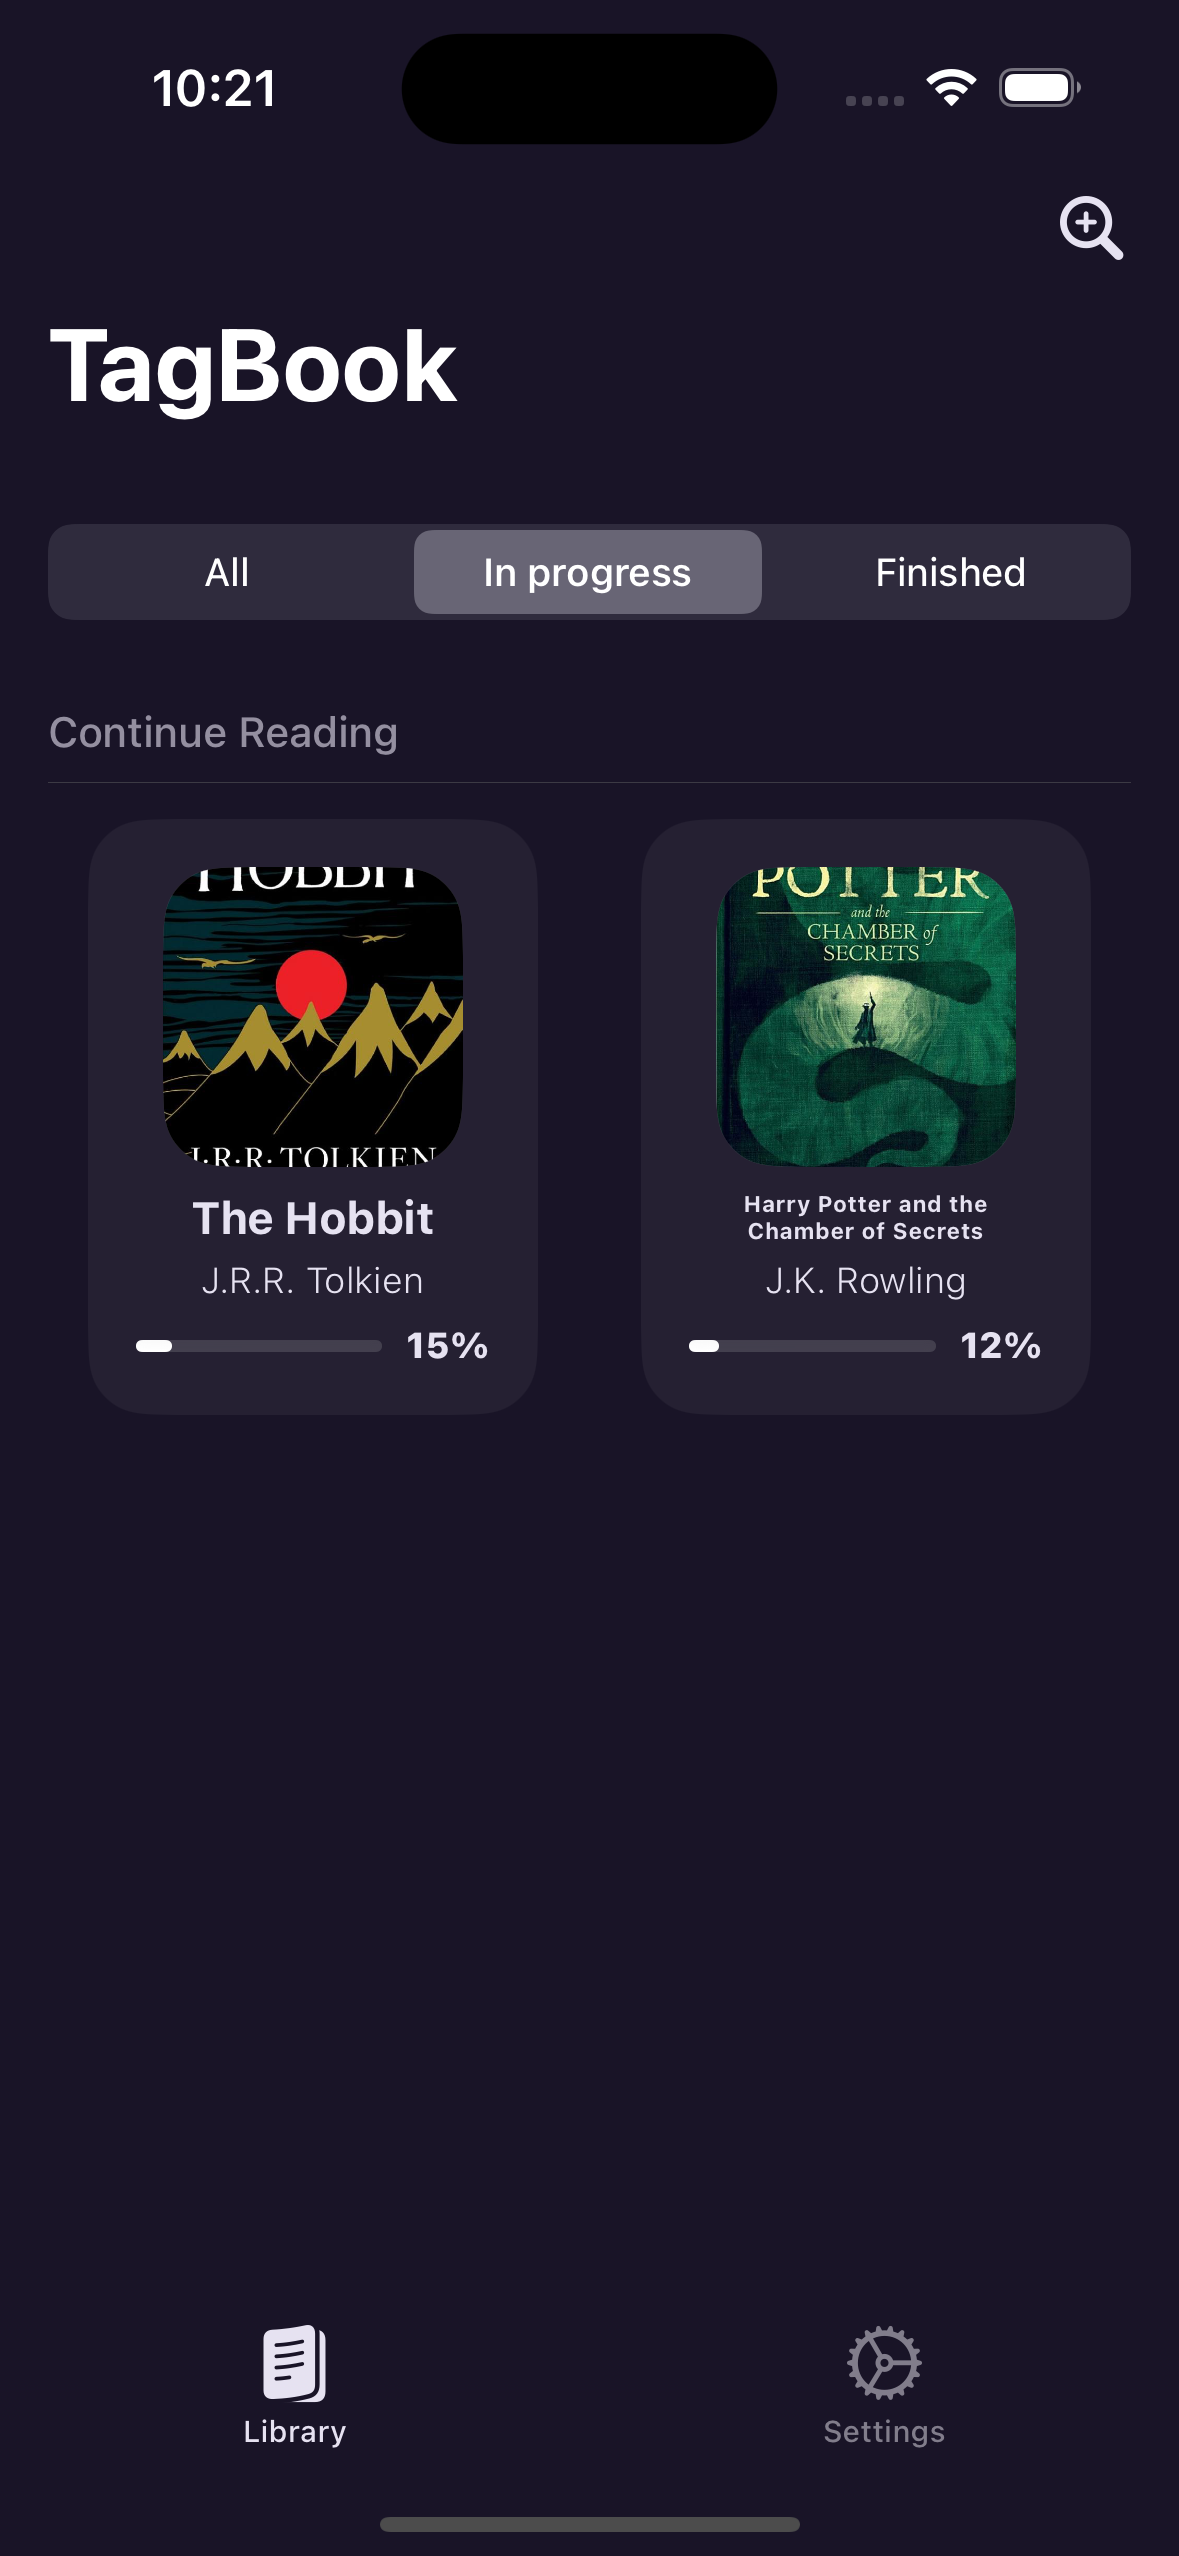 10:21
TagBook
All
In progress
Finished
Continue Reading
HOBBIT
J.R.R. TOLKIEN
The Hobbit
J.R.R. Tolkien
15%
POTTER
and the
CHAMBER of
SECRETS
Harry Potter and the
Chamber of Secrets
J.K. Rowling
12%
Library
Settings